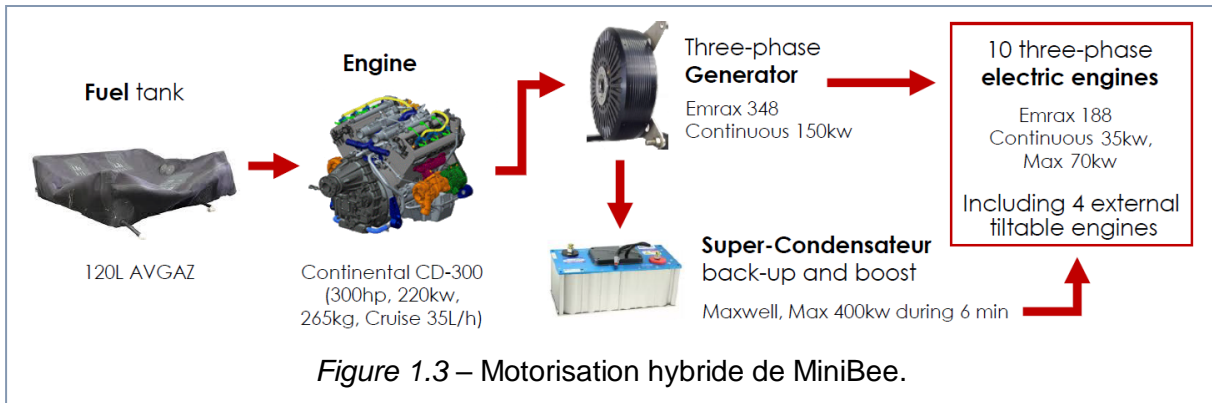 Fuel tank
120L AVGAZ
Engine
Continental CD-300
(300hp, 220kw,
265kg, Cruise 35L/h)
Three-phase
Generator
Emrax 348
Continuous 150kw
Super-Condensateur
back-up and boost
Maxwell, Max 400kw during 6 min
10 three-phase
electric engines
Emrax 188
Continuous 35kw,
Max 70kw
Including 4 external
tiltable engines
Figure 1.3 – Motorisation hybride de MiniBee.